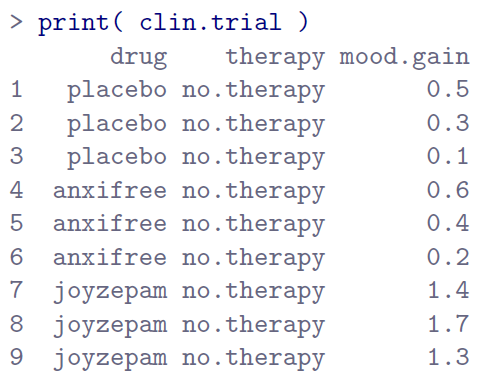 > print( clin.trial )
drug therapy mood.gain
1 placebo no.therapy 0.5
2 placebo no.therapy 0.3
3 placebo no.therapy 0.1
4 anxifree no.therapy 0.6
5 anxifree no.therapy 0.4
6 anxifree no.therapy 0.2
7 joyzepam no.therapy 1.4
8 joyzepam no.therapy 1.7
9 joyzepam no.therapy 1.3